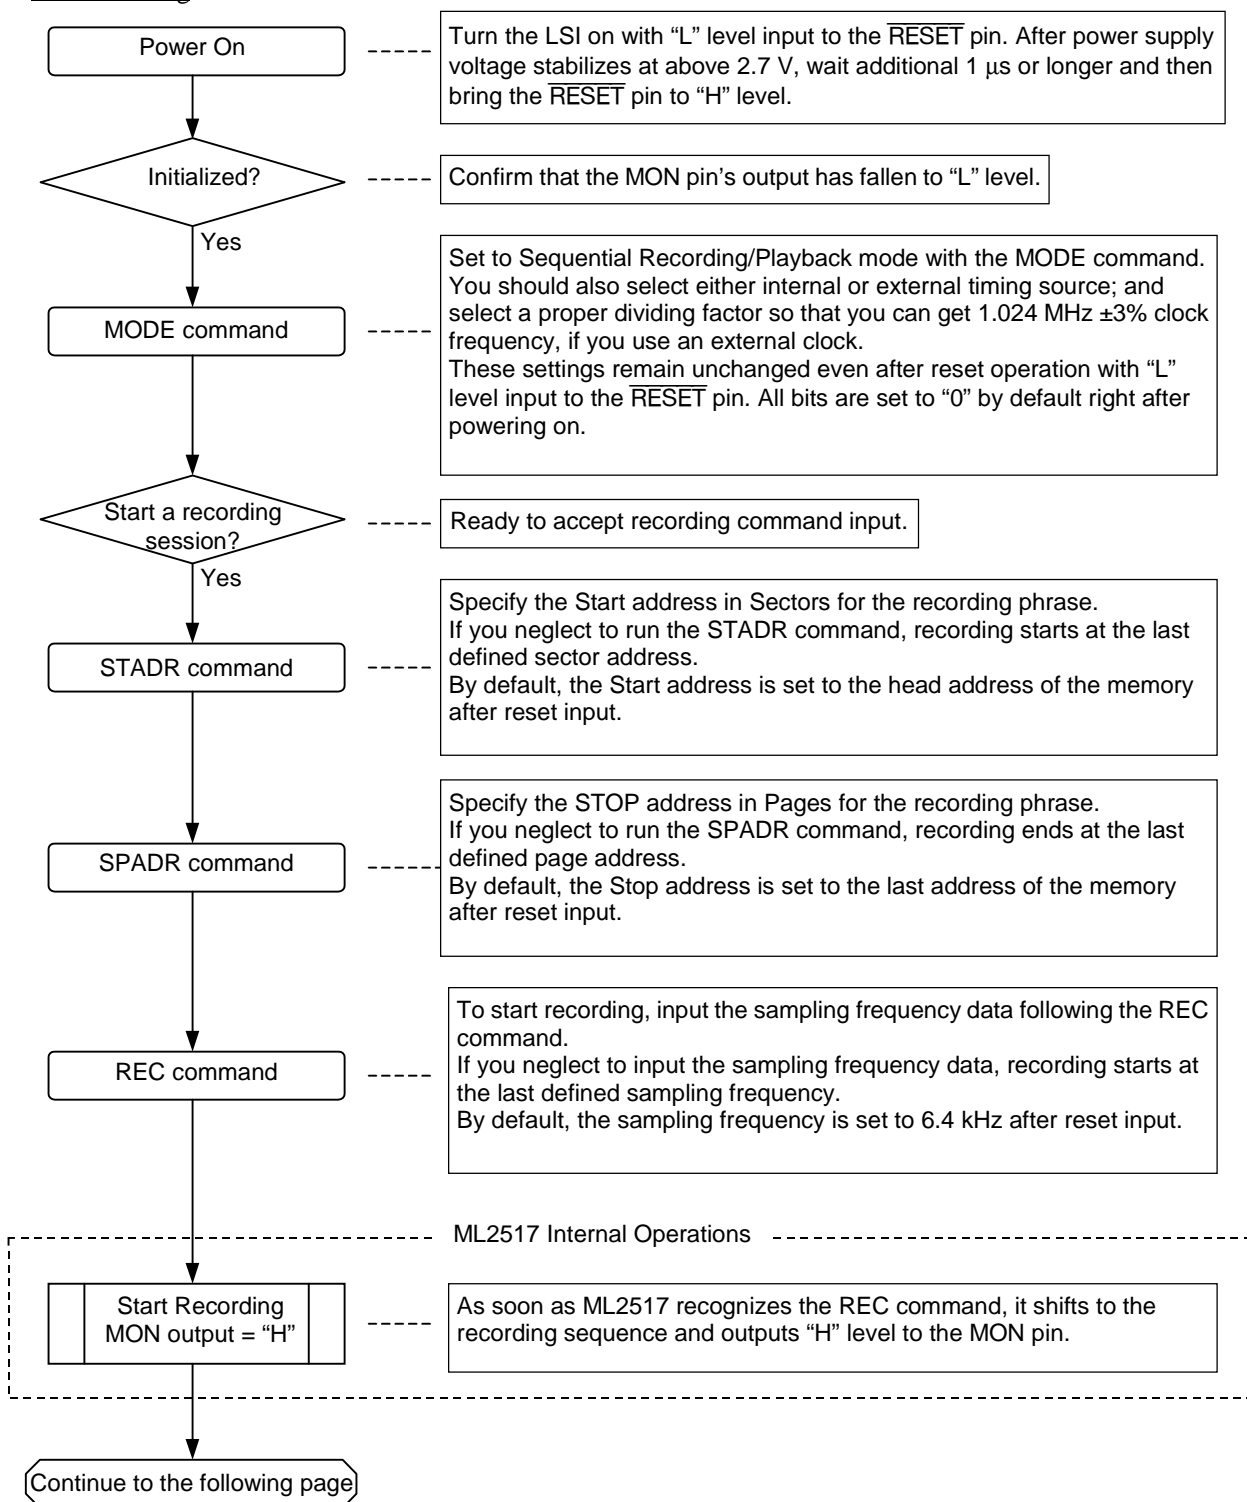 Power On
Turn the LSI on with “L” level input to the RESET pin. After power supply
voltage stabilizes at above 2.7 V, wait additional 1 μs or longer and then
bring the RESET pin to “H” level.
Initialized?
Confirm that the MON pin’s output has fallen to “L” level.
Yes
MODE command
Set to Sequential Recording/Playback mode with the MODE command.
You should also select either internal or external timing source; and
select a proper dividing factor so that you can get 1.024 MHz ±3% clock
frequency, if you use an external clock.
These settings remain unchanged even after reset operation with “L”
level input to the RESET pin. All bits are set to “0” by default right after
powering on.
Start a recording
session?
Ready to accept recording command input.
Yes
STADR command
Specify the Start address in Sectors for the recording phrase.
If you neglect to run the STADR command, recording starts at the last
defined sector address.
By default, the Start address is set to the head address of the memory
after reset input.
SPADR command
Specify the STOP address in Pages for the recording phrase.
If you neglect to run the SPADR command, recording ends at the last
defined page address.
By default, the Stop address is set to the last address of the memory
after reset input.
REC command
To start recording, input the sampling frequency data following the REC
command.
If you neglect to input the sampling frequency data, recording starts at
the last defined sampling frequency.
By default, the sampling frequency is set to 6.4 kHz after reset input.
ML2517 Internal Operations
Start Recording
MON output = “H”
As soon as ML2517 recognizes the REC command, it shifts to the
recording sequence and outputs “H” level to the MON pin.
Continue to the following page